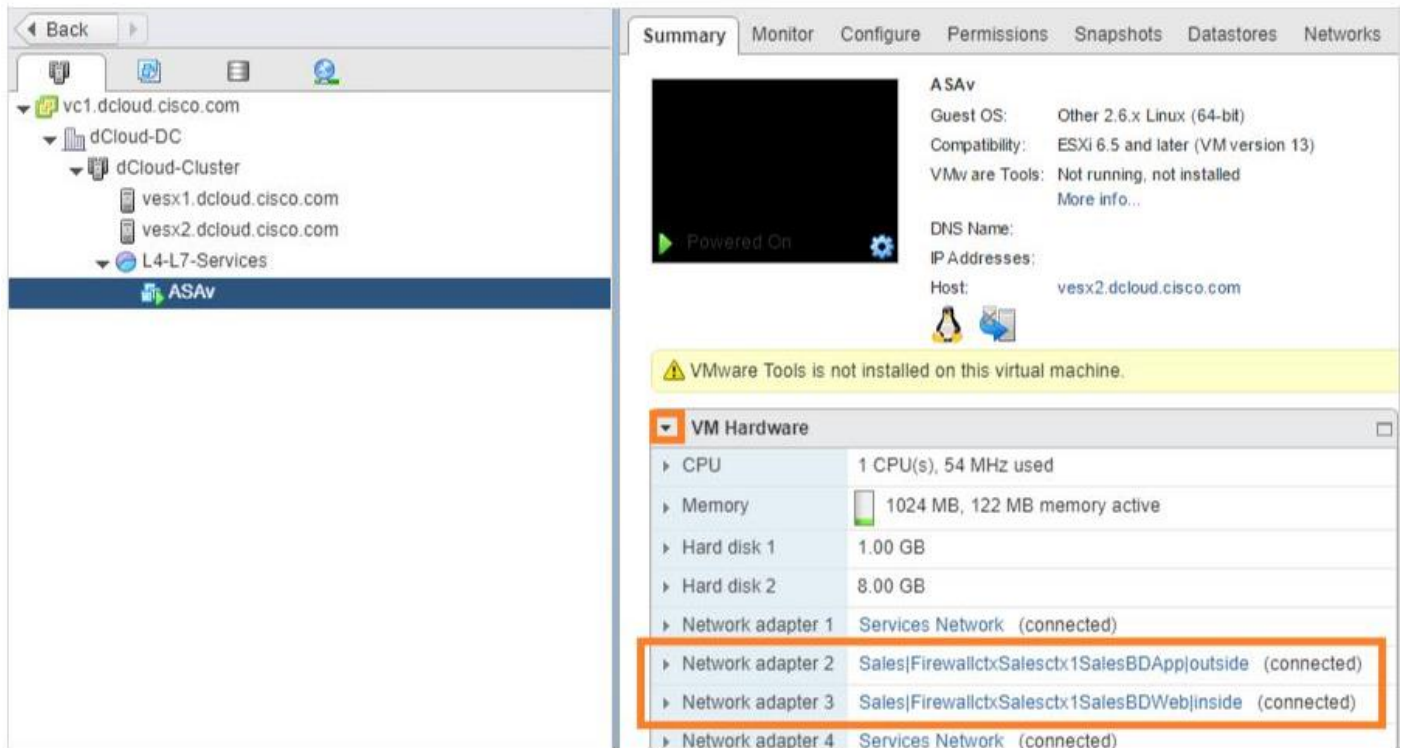 Back
vc1.dcloud.cisco.com
dCloud-DC
dCloud-Cluster
vesx1.dcloud.cisco.com
vesx2.dcloud.cisco.com
L4-L7-Services
ASAv
Summary Monitor Configure Permissions Snapshots Datastores Networks
Powered On
ASAv
Guest OS: Other 2.6.x Linux (64-bit)
Compatibility: ESXi 6.5 and later (VM version 13)
VMware Tools: Not running, not installed
More info...
DNS Name:
IP Addresses:
Host: vesx2.dcloud.cisco.com
VMware Tools is not installed on this virtual machine.
VM Hardware
CPU 1 CPU(s), 54 MHz used
Memory 1024 MB, 122 MB memory active
Hard disk 1 1.00 GB
Hard disk 2 8.00 GB
Network adapter 1 Services Network (connected)
Network adapter 2 Sales|FirewallctxSalesctx1SalesBDApp|outside (connected)
Network adapter 3 Sales|FirewallctxSalesctx1SalesBDWeb|inside (connected)
Network adapter 4 Services Network (connected)